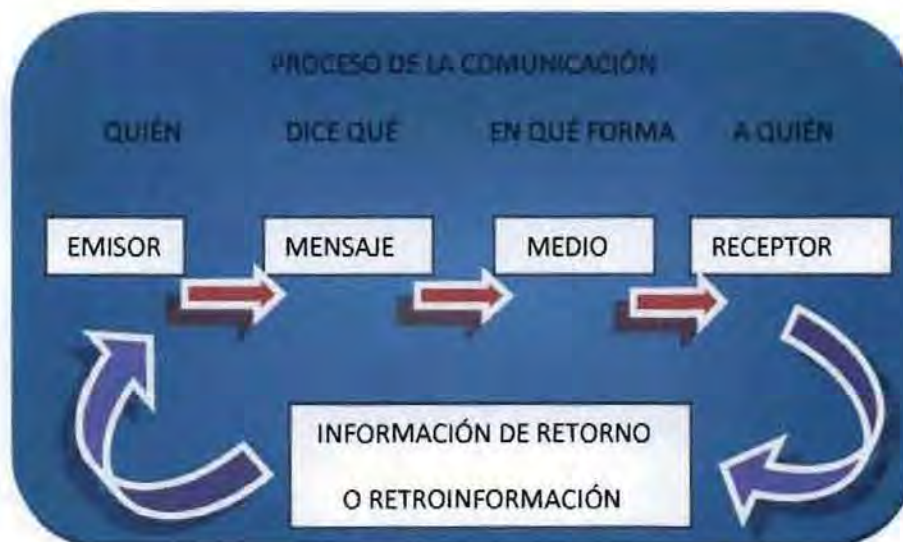 PROCESO DE LA COMUNICACIÓN
QUIÉN DICE QUÉ EN QUÉ FORMA A QUIÉN
EMISOR MENSAJE MEDIO RECEPTOR
INFORMACIÓN DE RETORNO
O RETROINFORMACIÓN